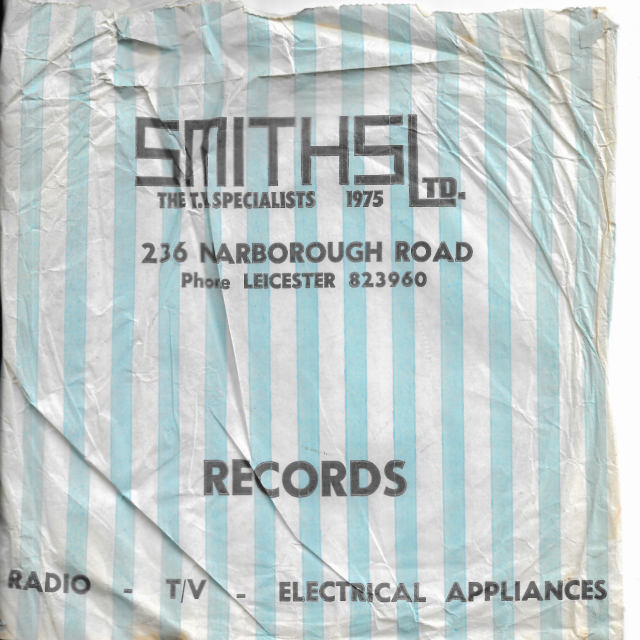 SMITHS LTD.
THE T.V SPECIALISTS 1975
236 NARBOROUGH ROAD
Phone LEICESTER 823960
RECORDS
RADIO - T/V - ELECTRICAL APPLIANCES